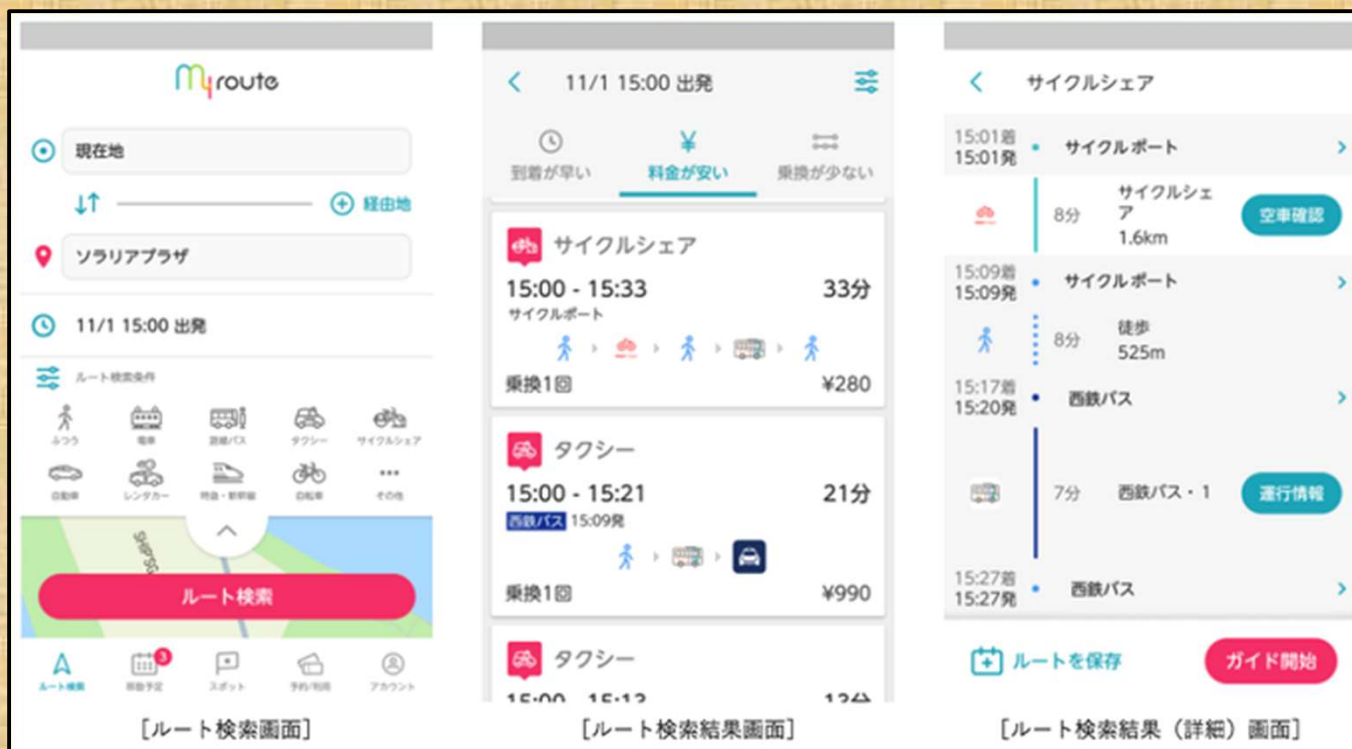 my route
現在地
経由地
ソラリアプラザ
11/1 15:00 出発
ルート検索条件
ふつう 電車 路線バス タクシー サイクルシェア
自動車 レンタカー 特急・新幹線 自転車 その他
ルート検索
3
ルート検索 移動予定 スポット 予約/利用 アカウント
[ルート検索画面]
11/1 15:00 出発
到着が早い 料金が安い 乗換が少ない
サイクルシェア
15:00 - 15:33 33分
サイクルポート
乗換1回 ¥280
タクシー
15:00 - 15:21 21分
西鉄バス 15:09発
乗換1回 ¥990
タクシー
15:00 - 15:13 13分
[ルート検索結果画面]
サイクルシェア
15:01着
15:01発 サイクルポート
8分 サイクルシェ
ア
1.6km
空車確認
15:09着
15:09発 サイクルポート
8分 徒歩
525m
15:17着
15:20発 西鉄バス
7分 西鉄バス・1 運行情報
15:27着
15:27発 西鉄バス
ルートを保存 ガイド開始
[ルート検索結果（詳細）画面]